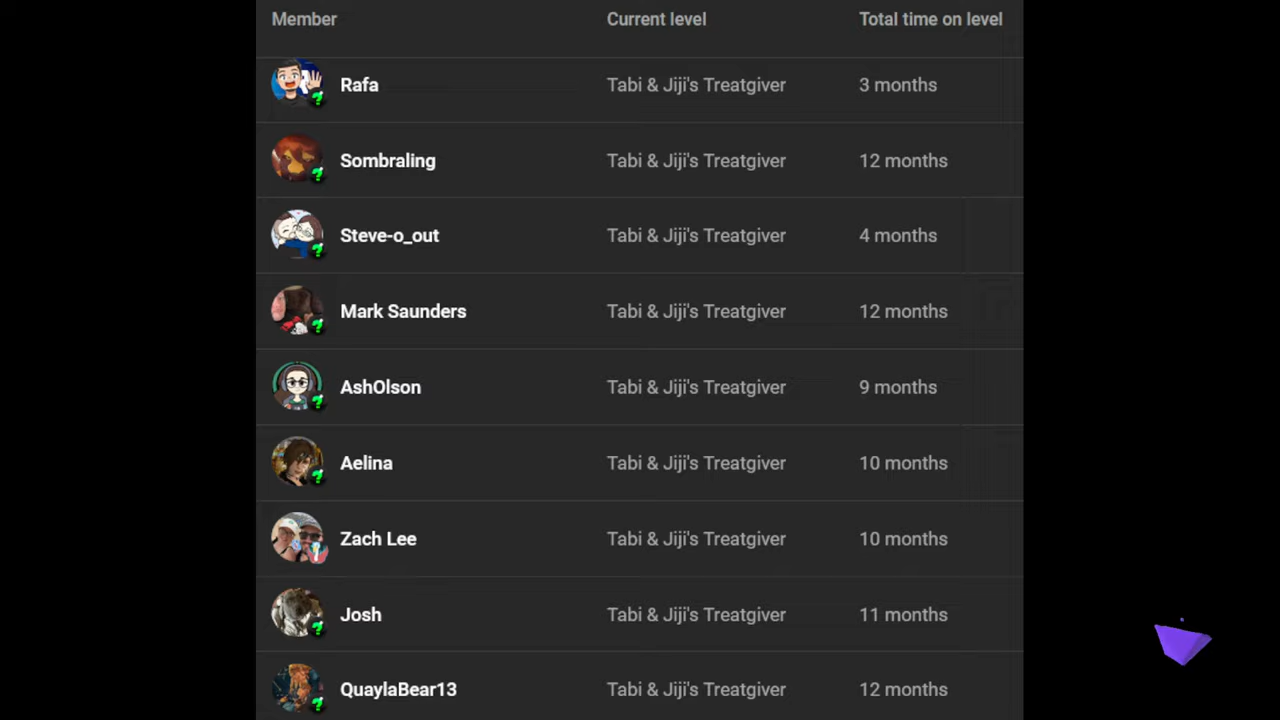 Member Current level Total time on level
Rafa Tabi & Jiji's Treatgiver 3 months
Sombraling Tabi & Jiji's Treatgiver 12 months
Steve-o_out Tabi & Jiji's Treatgiver 4 months
Mark Saunders Tabi & Jiji's Treatgiver 12 months
AshOlson Tabi & Jiji's Treatgiver 9 months
Aelina Tabi & Jiji's Treatgiver 10 months
Zach Lee Tabi & Jiji's Treatgiver 10 months
Josh Tabi & Jiji's Treatgiver 11 months
QuaylaBear13 Tabi & Jiji's Treatgiver 12 months